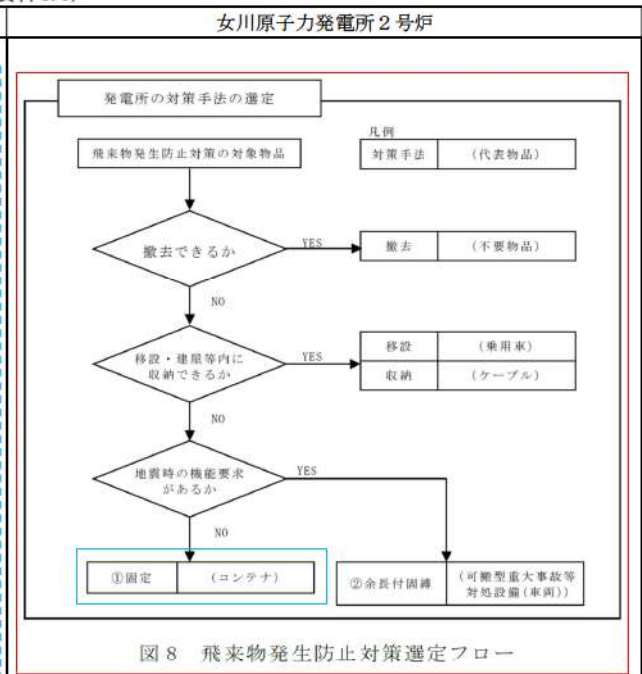 女川原子力発電所２号炉
発電所の対策手法の選定
飛来物発生防止対策の対象物品
凡例
対策手法
(代表物品)
撤去できるか
YES
撤去
(不要物品)
NO
移設・建屋等内に
収納できるか
YES
移設
(乗用車)
収納
(ケーブル)
NO
地震時の機能要求
があるか
YES
NO
①固定
(コンテナ)
②余長付固縛
(可搬型重大事故等
対処設備(車両))
図８ 飛来物発生防止対策選定フロー